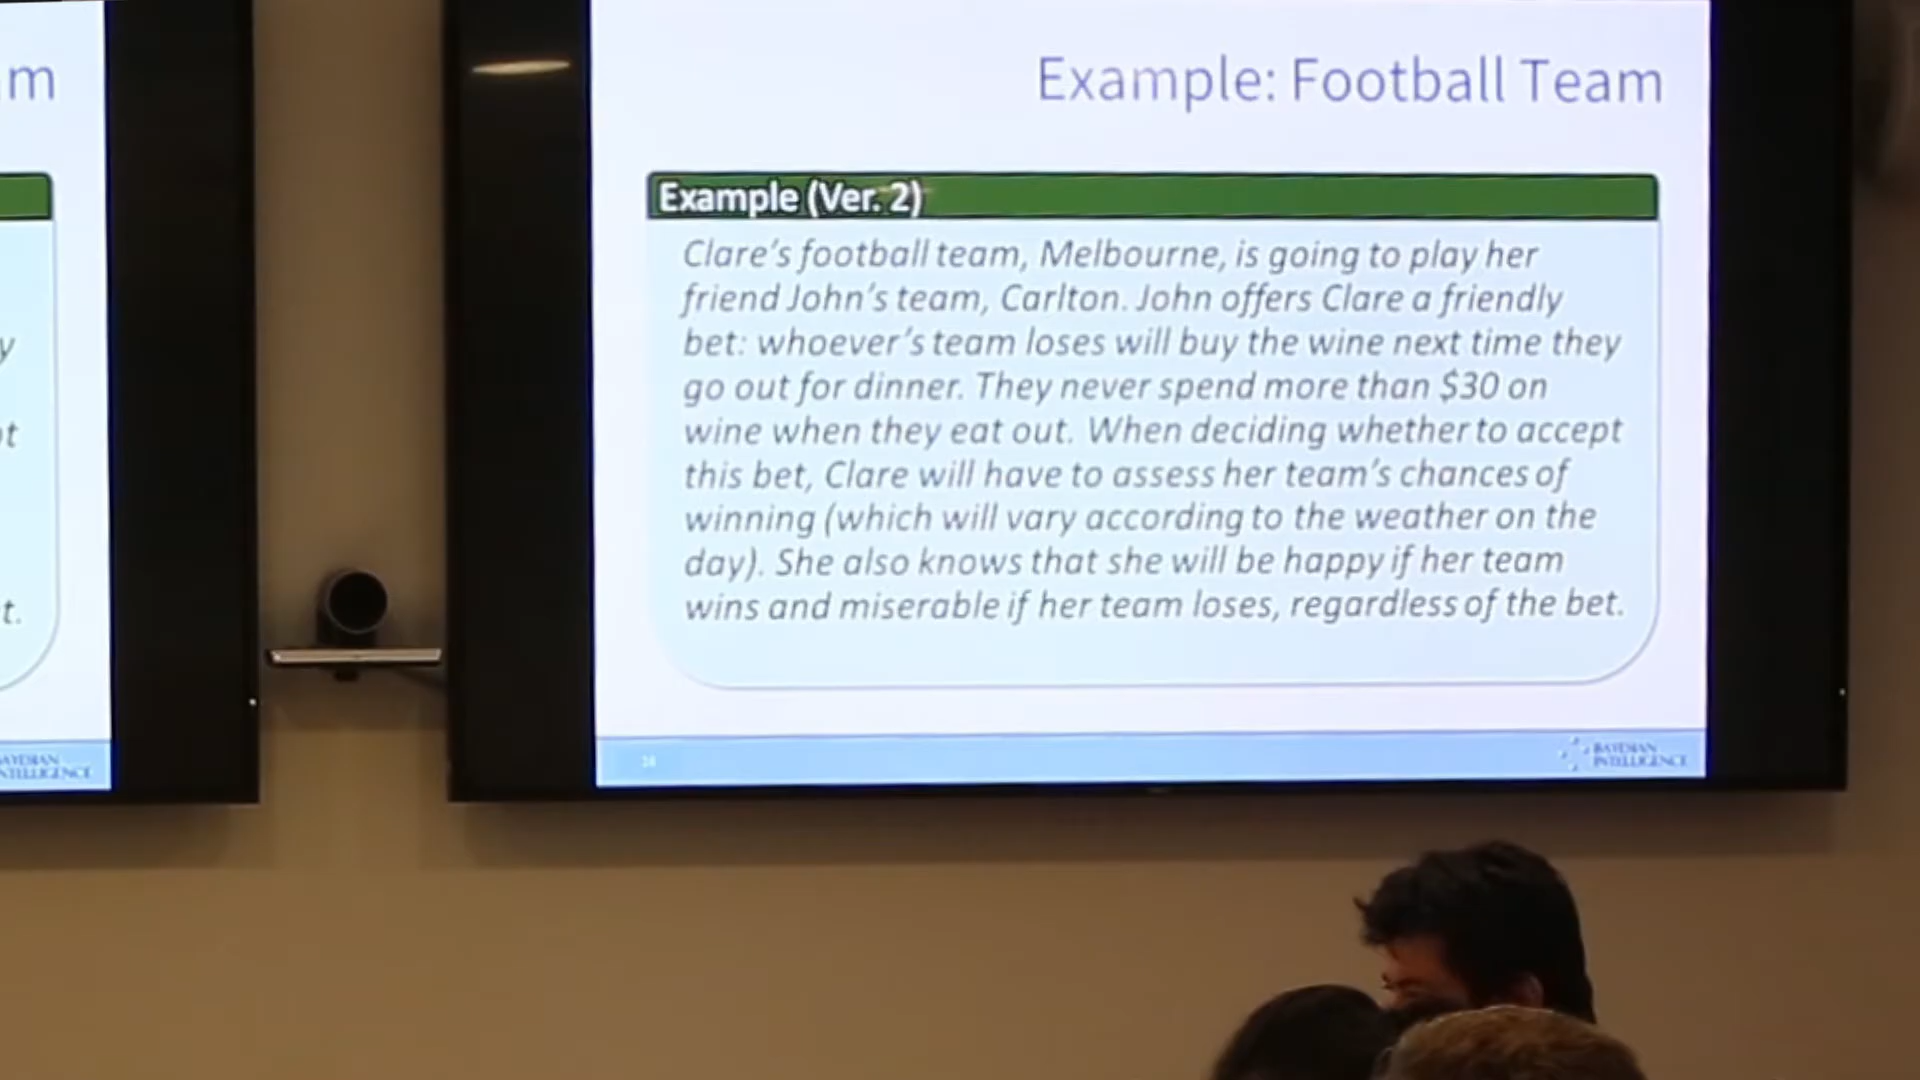 m
y
t
t.
BAYESIAN
INTELLIGENCE
Example: Football Team
Example (Ver. 2)
Clare's football team, Melbourne, is going to play her
friend John's team, Carlton. John offers Clare a friendly
bet: whoever's team loses will buy the wine next time they
go out for dinner. They never spend more than $30 on
wine when they eat out. When deciding whether to accept
this bet, Clare will have to assess her team's chances of
winning (which will vary according to the weather on the
day). She also knows that she will be happy if her team
wins and miserable if her team loses, regardless of the bet.
BAYESIAN
INTELLIGENCE